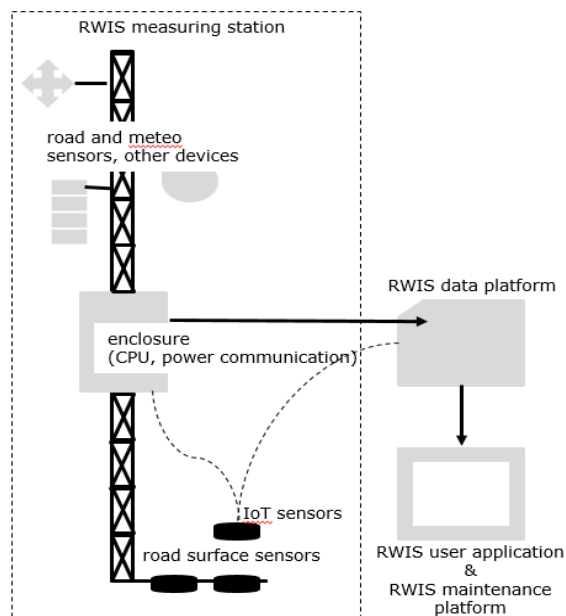 RWIS measuring station
road and meteo
sensors, other devices
RWIS data platform
enclosure
(CPU, power communication)
IoT sensors
road surface sensors
RWIS user application
&
RWIS maintenance
platform